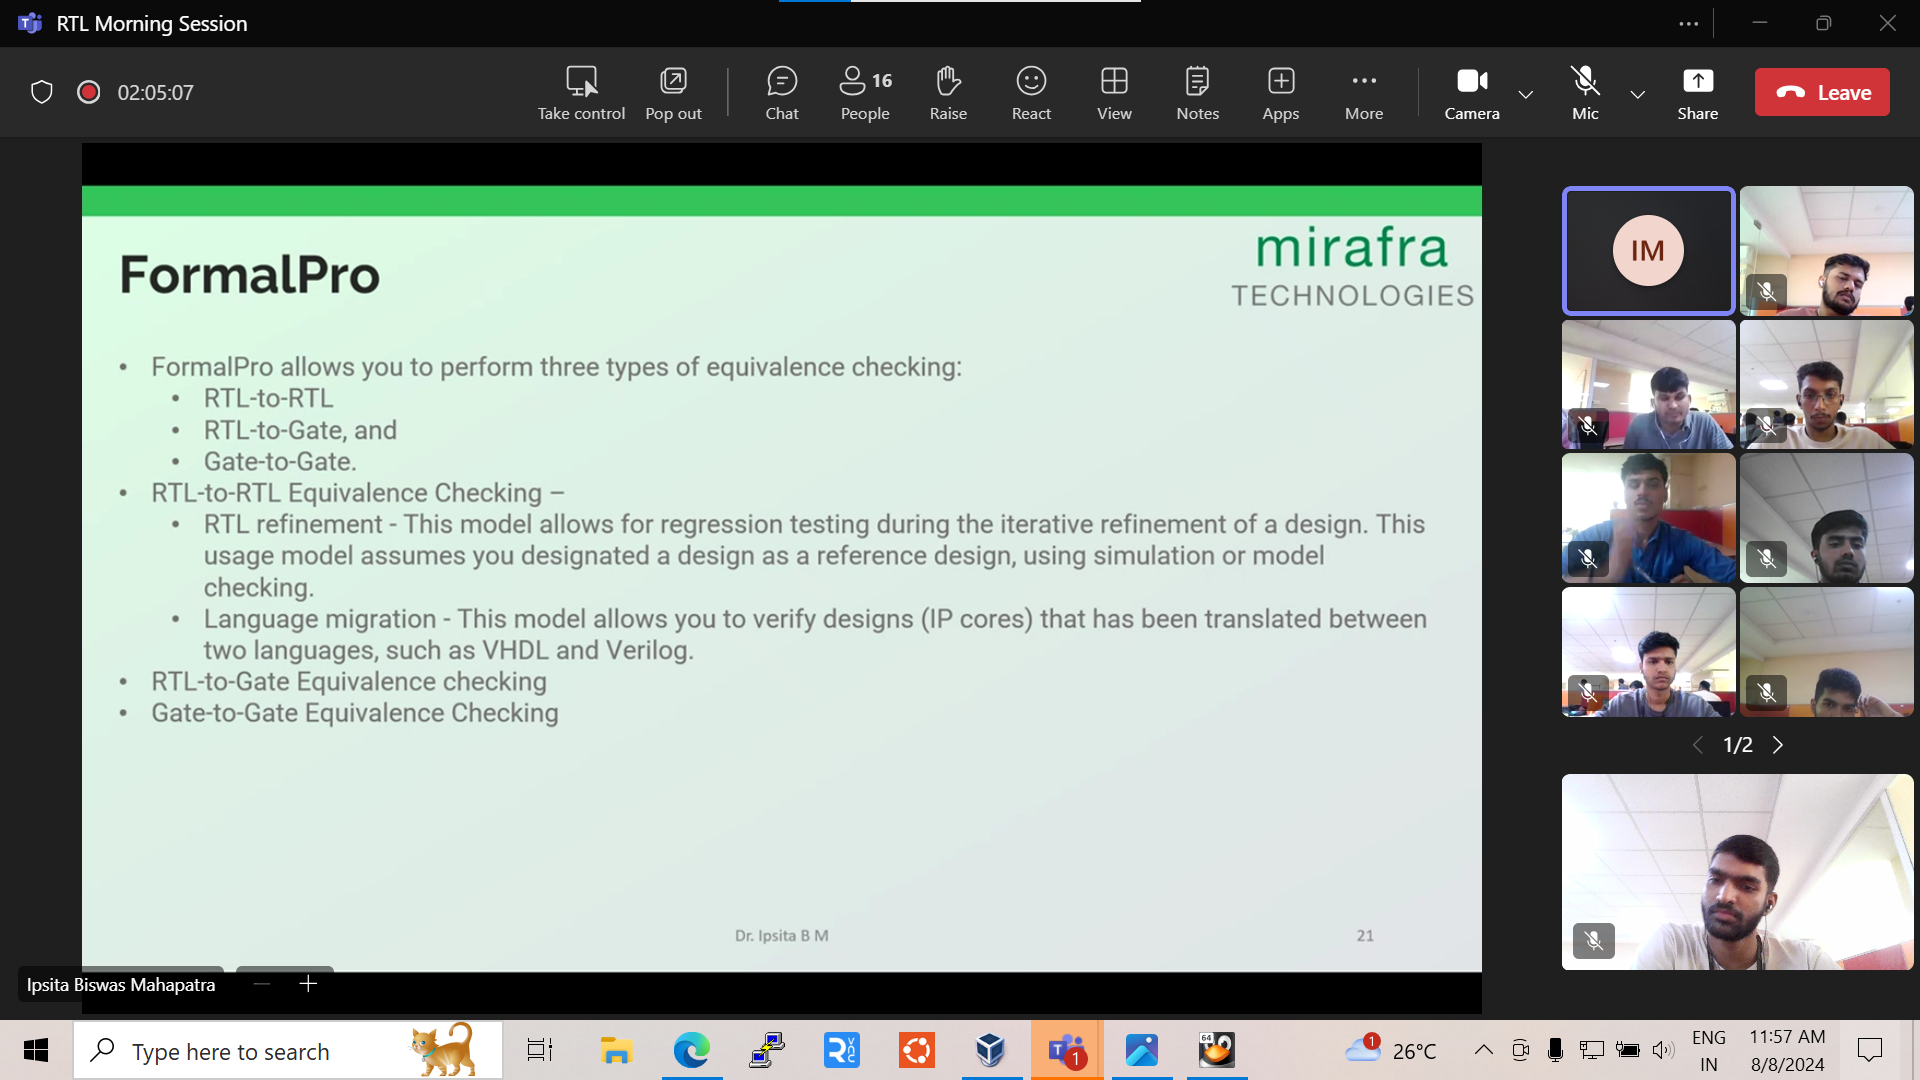 RTL Morning Session
02:05:07
Take control
Pop out
Chat
16
People
Raise
React
View
Notes
Apps
More
Camera
Mic
Share
Leave
mirafra
TECHNOLOGIES
FormalPro
• FormalPro allows you to perform three types of equivalence checking:
• RTL-to-RTL
• RTL-to-Gate, and
• Gate-to-Gate.
• RTL-to-RTL Equivalence Checking –
• RTL refinement - This model allows for regression testing during the iterative refinement of a design. This
usage model assumes you designated a design as a reference design, using simulation or model
checking.
• Language migration - This model allows you to verify designs (IP cores) that has been translated between
two languages, such as VHDL and Verilog.
• RTL-to-Gate Equivalence checking
• Gate-to-Gate Equivalence Checking
Dr. Ipsita B M
21
IM
1/2
Ipsita Biswas Mahapatra
Type here to search
1
64
1
26°C
ENG
IN
11:57 AM
8/8/2024